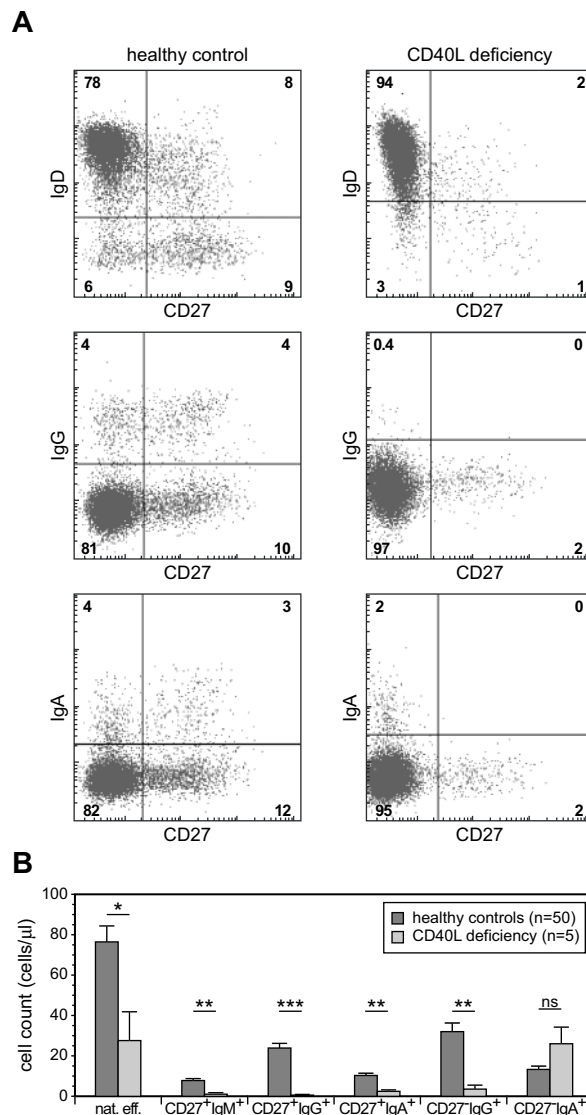 A
healthy control
CD40L deficiency
78 8
94 2
IgD
IgD
6 9
3 1
CD27
CD27
4 4
0.4 0
IgG
IgG
81 10
97 2
CD27
CD27
4 3
2 0
IgA
IgA
82 12
95 2
CD27
CD27
B
cell count (cells/µl)
100
80
60
40
20
0
* ** *** ** ** ns
healthy controls (n=50)
CD40L deficiency (n=5)
nat. eff. CD27⁺IgM⁺ CD27⁺IgG⁺ CD27⁺IgA⁺ CD27⁻IgG⁺ CD27⁻IgA⁺